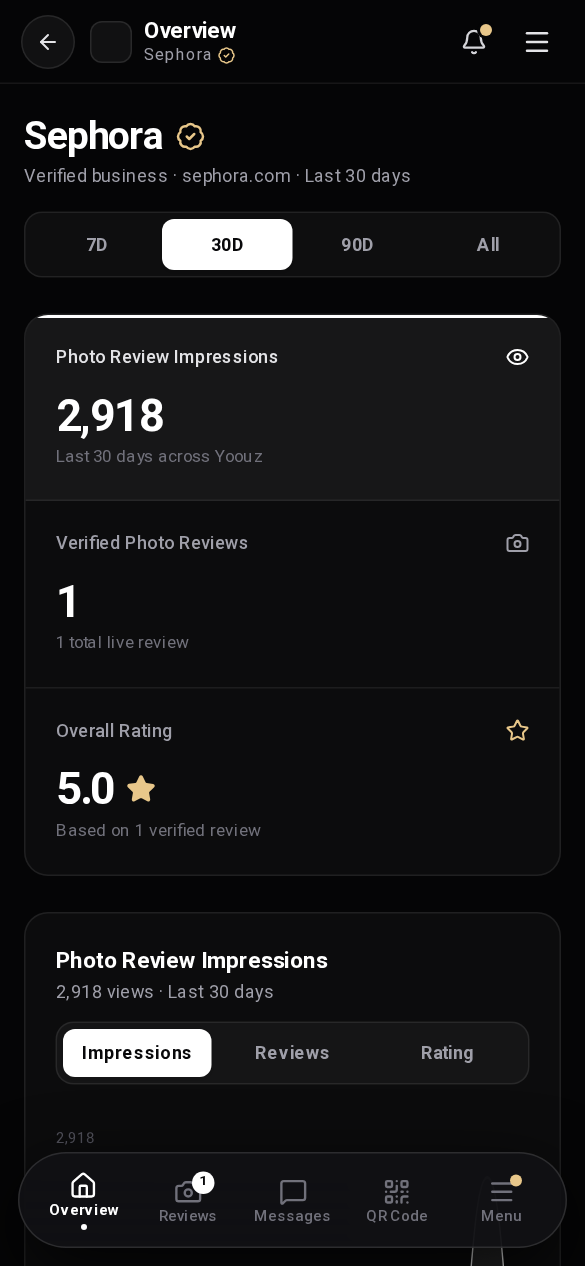 Overview
Sephora
Sephora
Verified business · sephora.com · Last 30 days
7D 30D 90D All
Photo Review Impressions
2,918
Last 30 days across Yoouz
Verified Photo Reviews
1
1 total live review
Overall Rating
5.0
Based on 1 verified review
Photo Review Impressions
2,918 views · Last 30 days
Impressions Reviews Rating
2,918
1
Overview Reviews Messages QR Code Menu